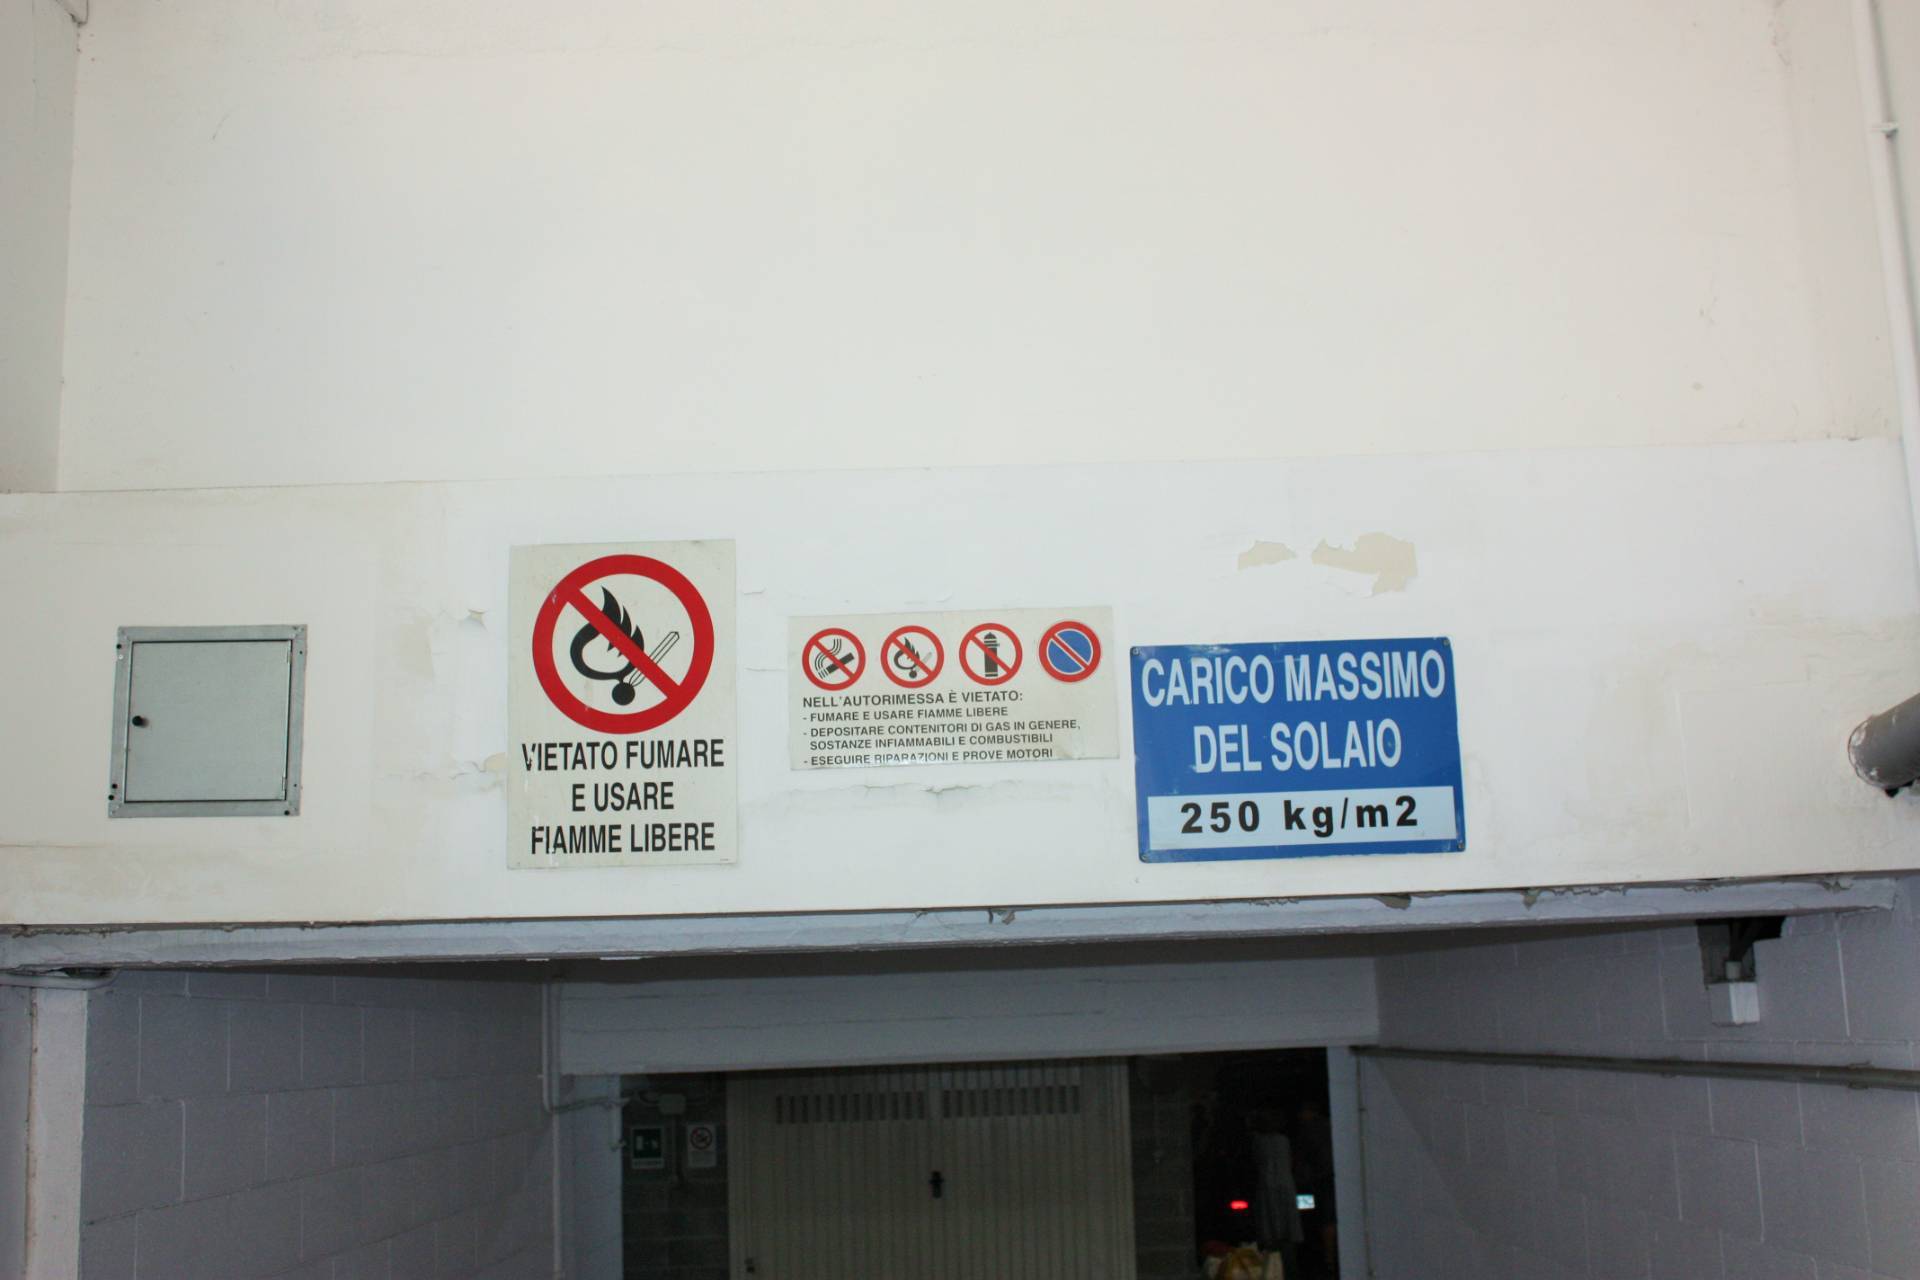 VIETATO FUMARE
E USARE
FIAMME LIBERE
NELL'AUTORIMESSA È VIETATO:
- FUMARE E USARE FIAMME LIBERE
- DEPOSITARE CONTENITORI DI GAS IN GENERE,
SOSTANZE INFIAMMABILI E COMBUSTIBILI
- ESEGUIRE RIPARAZIONI E PROVE MOTORI
CARICO MASSIMO
DEL SOLAIO
250 kg/m2